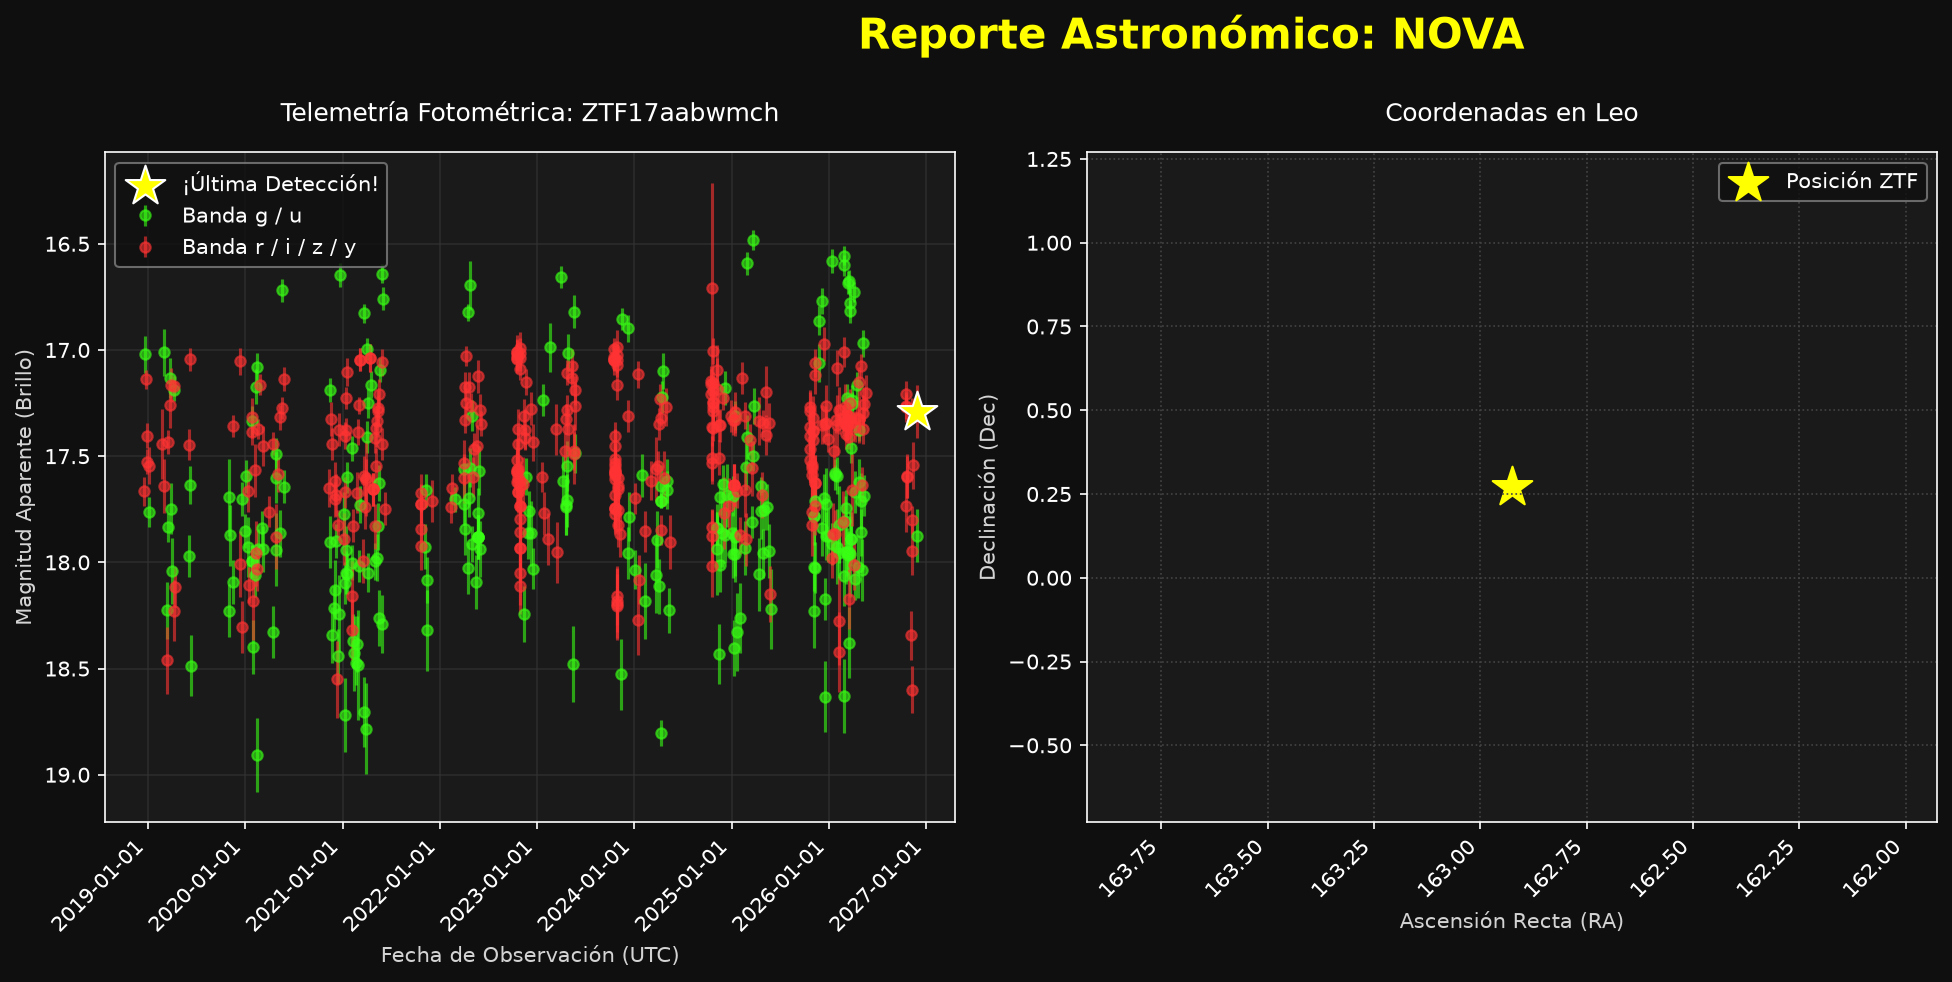 Reporte Astronómico: NOVA
Telemetría Fotométrica: ZTF17aabwmch
¡Última Detección!
Banda g / u
Banda r / i / z / y
Magnitud Aparente (Brillo)
16.5
17.0
17.5
18.0
18.5
19.0
2019-01-01
2020-01-01
2021-01-01
2022-01-01
2023-01-01
2024-01-01
2025-01-01
2026-01-01
2027-01-01
Fecha de Observación (UTC)
Coordenadas en Leo
Posición ZTF
Declinación (Dec)
1.25
1.00
0.75
0.50
0.25
0.00
−0.25
−0.50
163.75
163.50
163.25
163.00
162.75
162.50
162.25
162.00
Ascensión Recta (RA)